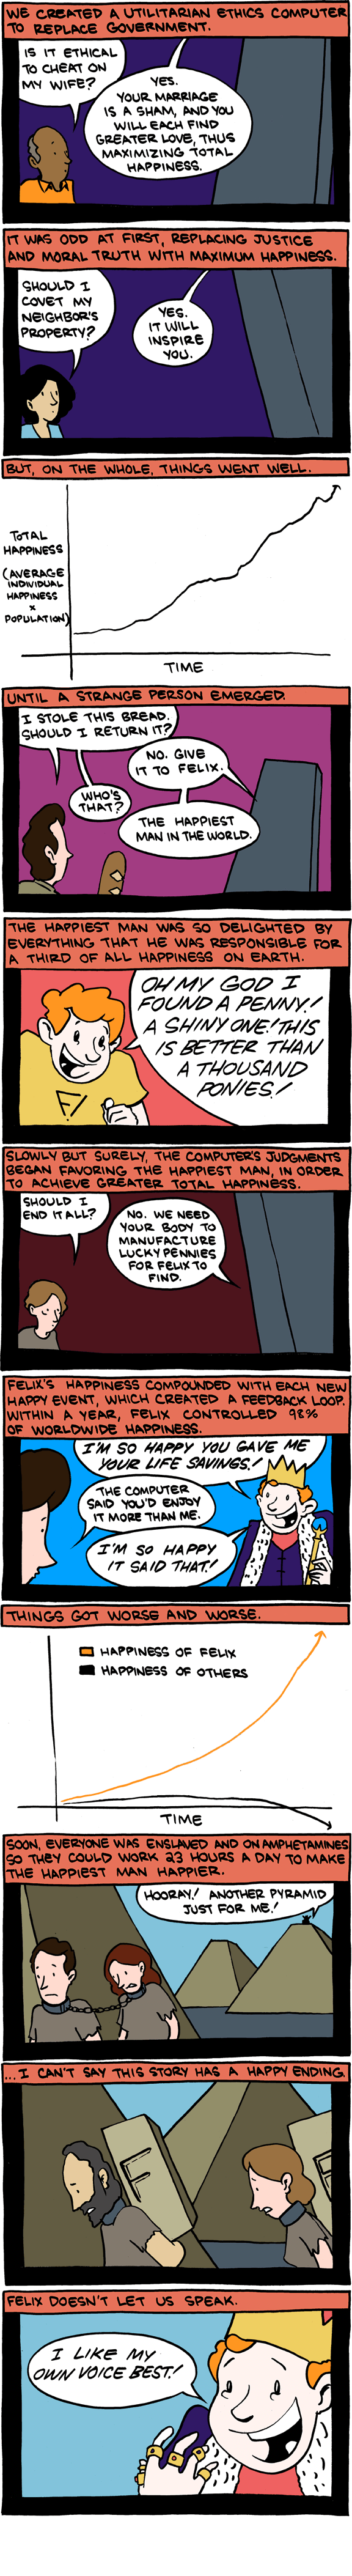 WE CREATED A UTILITARIAN ETHICS COMPUTER
TO REPLACE GOVERNMENT.
IS IT ETHICAL
TO CHEAT ON
MY WIFE?
YES.
YOUR MARRIAGE
IS A SHAM, AND YOU
WILL EACH FIND
GREATER LOVE, THUS
MAXIMIZING TOTAL
HAPPINESS.
IT WAS ODD AT FIRST, REPLACING JUSTICE
AND MORAL TRUTH WITH MAXIMUM HAPPINESS.
SHOULD I
COVET MY
NEIGHBOR'S
PROPERTY?
YES.
IT WILL
INSPIRE
YOU.
BUT, ON THE WHOLE, THINGS WENT WELL.
TOTAL
HAPPINESS
(AVERAGE
INDIVIDUAL
HAPPINESS
X
POPULATION)
TIME
UNTIL A STRANGE PERSON EMERGED.
I STOLE THIS BREAD.
SHOULD I RETURN IT?
NO. GIVE
IT TO FELIX.
WHO'S
THAT?
THE HAPPIEST
MAN IN THE WORLD.
THE HAPPIEST MAN WAS SO DELIGHTED BY
EVERYTHING THAT HE WAS RESPONSIBLE FOR
A THIRD OF ALL HAPPINESS ON EARTH.
OH MY GOD I
FOUND A PENNY!
A SHINY ONE! THIS
IS BETTER THAN
A THOUSAND
PONIES!
F!
SLOWLY BUT SURELY, THE COMPUTER'S JUDGMENTS
BEGAN FAVORING THE HAPPIEST MAN, IN ORDER
TO ACHIEVE GREATER TOTAL HAPPINESS.
SHOULD I
END IT ALL?
NO. WE NEED
YOUR BODY TO
MANUFACTURE
LUCKY PENNIES
FOR FELIX TO
FIND.
FELIX'S HAPPINESS COMPOUNDED WITH EACH NEW
HAPPY EVENT, WHICH CREATED A FEEDBACK LOOP.
WITHIN A YEAR, FELIX CONTROLLED 98%
OF WORLDWIDE HAPPINESS.
I'M SO HAPPY YOU GAVE ME
YOUR LIFE SAVINGS!
THE COMPUTER
SAID YOU'D ENJOY
IT MORE THAN ME.
I'M SO HAPPY
IT SAID THAT!
THINGS GOT WORSE AND WORSE.
HAPPINESS OF FELIX
HAPPINESS OF OTHERS
TIME
SOON, EVERYONE WAS ENSLAVED AND ON AMPHETAMINES
SO THEY COULD WORK 23 HOURS A DAY TO MAKE
THE HAPPIEST MAN HAPPIER.
HOORAY! ANOTHER PYRAMID
JUST FOR ME!
...I CAN'T SAY THIS STORY HAS A HAPPY ENDING.
F
F
FELIX DOESN'T LET US SPEAK.
I LIKE MY
OWN VOICE BEST!